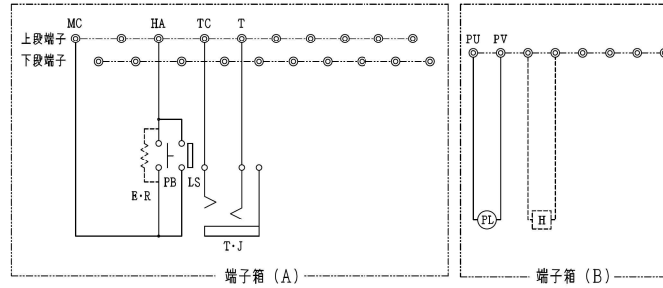 MC HA TC T
上段端子
下段端子
E・R PB LS
T・J
端子箱 (A)
PU PV
PL H
端子箱 (B)